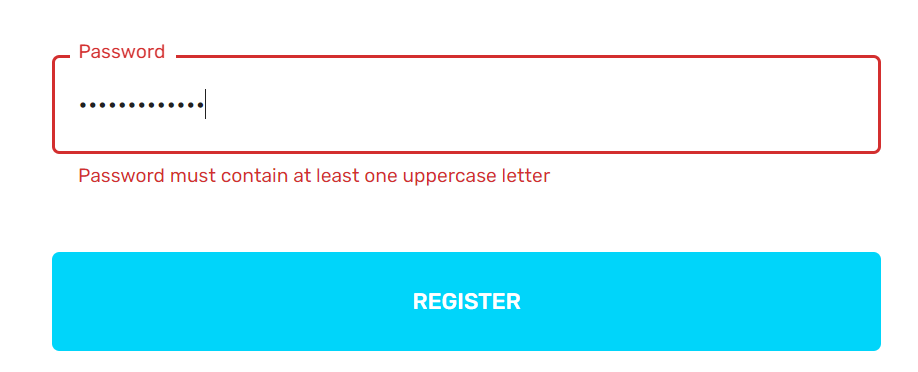 Password
•••••••••••••
Password must contain at least one uppercase letter
REGISTER